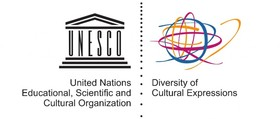 UNESCO
United Nations
Educational, Scientific and
Cultural Organization
Diversity of
Cultural Expressions